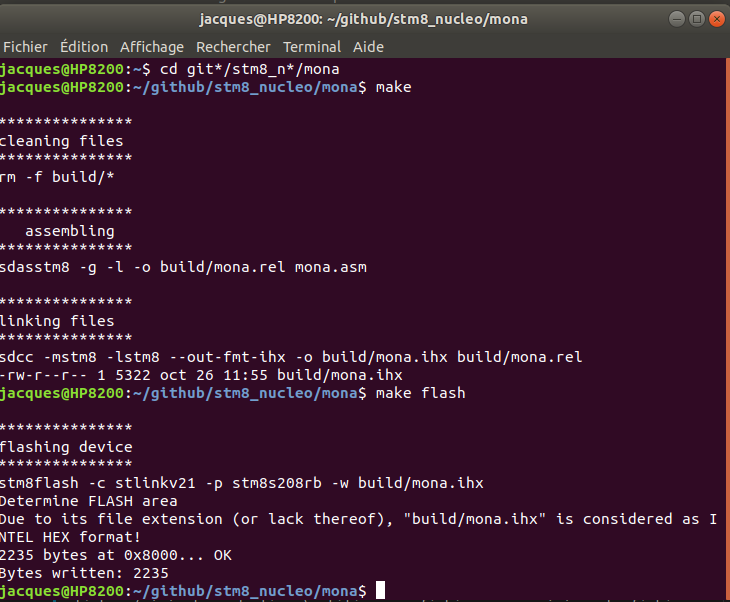 jacques@HP8200: ~/github/stm8_nucleo/mona
Fichier Édition Affichage Rechercher Terminal Aide
jacques@HP8200:~$ cd git*/stm8_n*/mona
jacques@HP8200:~/github/stm8_nucleo/mona$ make
***************
cleaning files
***************
rm -f build/*
***************
assembling
***************
sdasstm8 -g -l -o build/mona.rel mona.asm
***************
linking files
***************
sdcc -mstm8 -lstm8 --out-fmt-ihx -o build/mona.ihx build/mona.rel
-rw-r--r-- 1 5322 oct 26 11:55 build/mona.ihx
jacques@HP8200:~/github/stm8_nucleo/mona$ make flash
***************
flashing device
***************
stm8flash -c stlinkv21 -p stm8s208rb -w build/mona.ihx
Determine FLASH area
Due to its file extension (or lack thereof), "build/mona.ihx" is considered as I
NTEL HEX format!
2235 bytes at 0x8000... OK
Bytes written: 2235
jacques@HP8200:~/github/stm8_nucleo/mona$